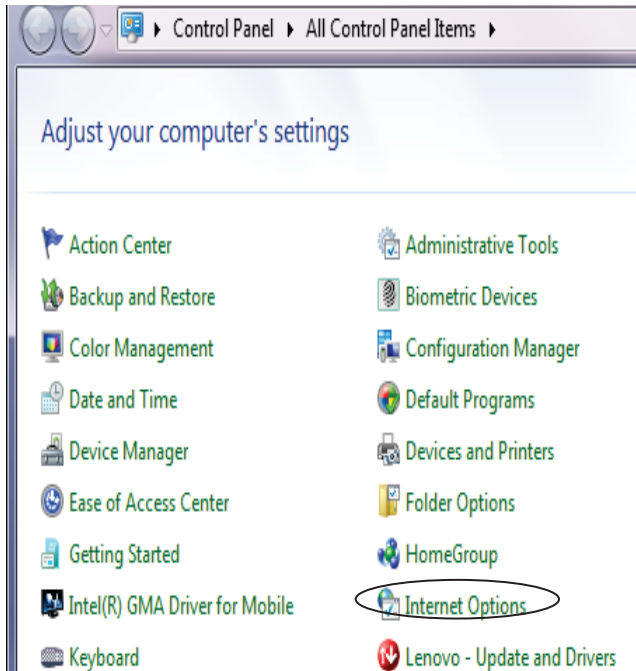 Control Panel All Control Panel Items
Adjust your computer's settings
Action Center Administrative Tools
Backup and Restore Biometric Devices
Color Management Configuration Manager
Date and Time Default Programs
Device Manager Devices and Printers
Ease of Access Center Folder Options
Getting Started HomeGroup
Intel(R) GMA Driver for Mobile Internet Options
Keyboard Lenovo - Update and Drivers